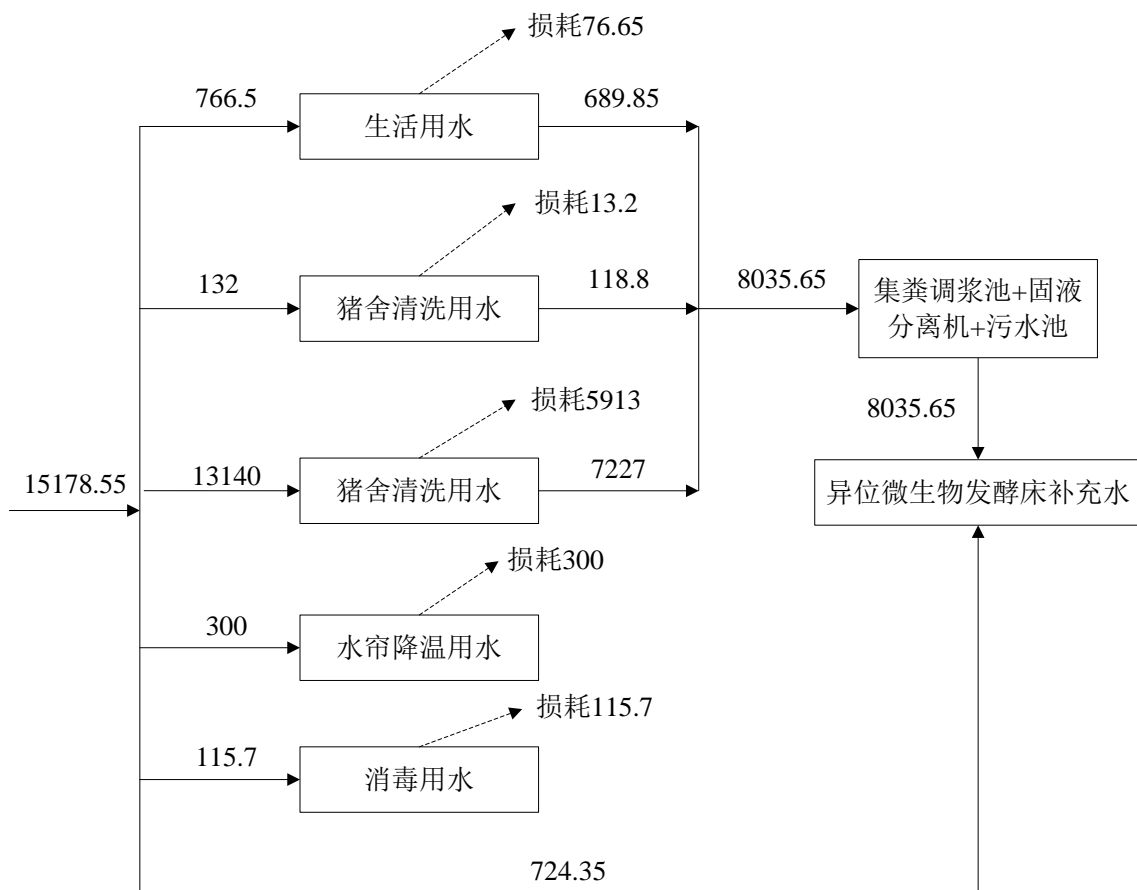 损耗76.65
766.5
生活用水
689.85
损耗13.2
132
猪舍清洗用水
118.8
8035.65
集粪调浆池+固液
分离机+污水池
损耗5913
8035.65
15178.55
13140
猪舍清洗用水
7227
异位微生物发酵床补充水
损耗300
300
水帘降温用水
损耗115.7
115.7
消毒用水
724.35